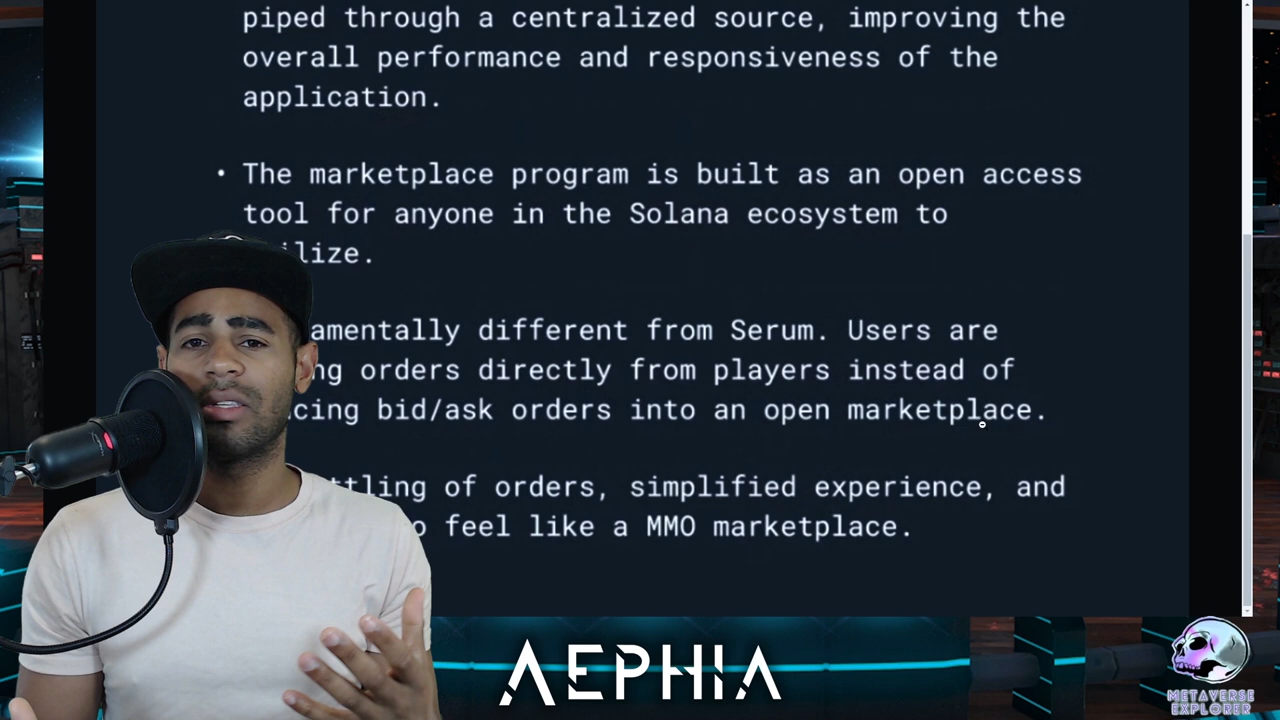 piped through a centralized source, improving the
overall performance and responsiveness of the
application.
• The marketplace program is built as an open access
tool for anyone in the Solana ecosystem to
ilize.
amentally different from Serum. Users are
ng orders directly from players instead of
cing bid/ask orders into an open marketplace.
ttling of orders, simplified experience, and
o feel like a MMO marketplace.
AEPHIA
METAVERSE
EXPLORER